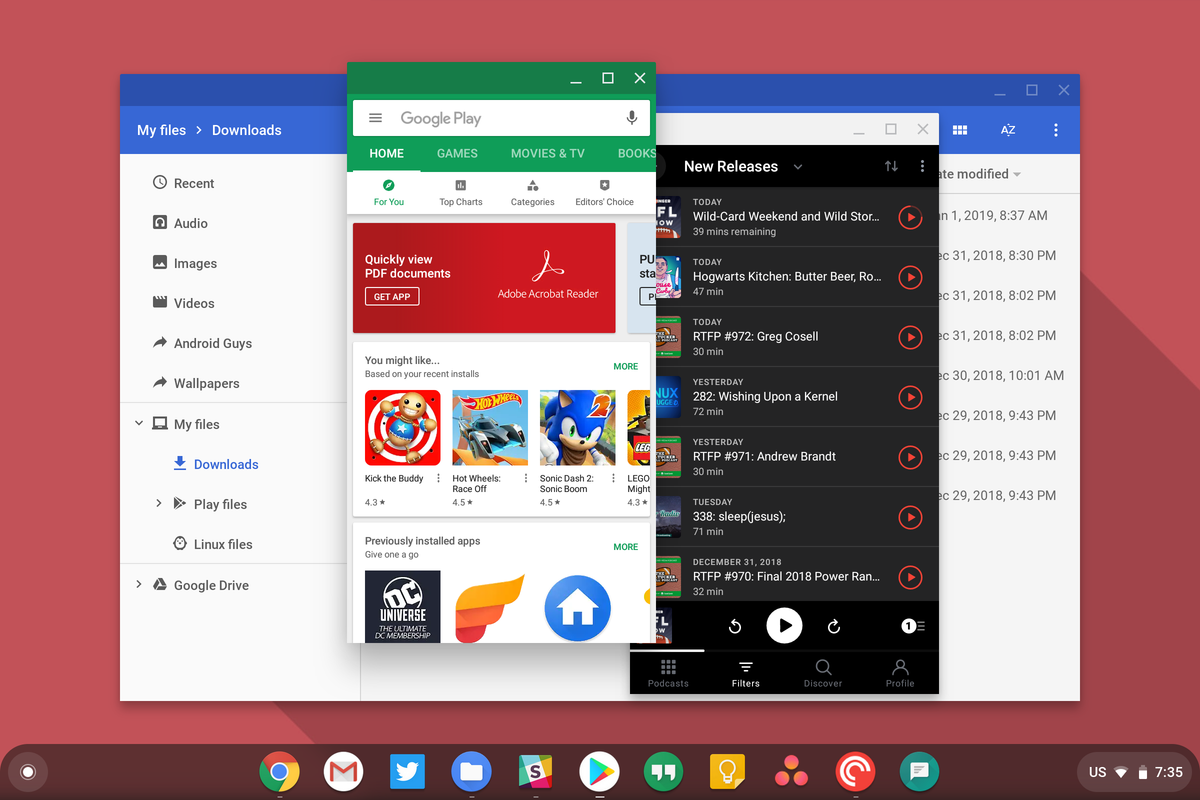 My files > Downloads
Recent
Audio
Images
Videos
Android Guys
Wallpapers
My files
Downloads
Play files
Linux files
Google Drive
Google Play
HOME GAMES MOVIES & TV BOOKS
For You Top Charts Categories Editors' Choice
Quickly view
PDF documents
GET APP
Adobe Acrobat Reader
PU
sta
You might like...
Based on your recent installs
MORE
HOT WHEELS
2
LEG
Kick the Buddy
4.3 ★
Hot Wheels:
Race Off
4.5 ★
Sonic Dash 2:
Sonic Boom
4.5 ★
LEGO
Might
4.3 ★
Previously installed apps
Give one a go
MORE
DC
UNIVERSE
THE ULTIMATE
DC MEMBERSHIP
New Releases
TODAY
Wild-Card Weekend and Wild Stor...
39 mins remaining
TODAY
Hogwarts Kitchen: Butter Beer, Ro...
47 min
TODAY
RTFP #972: Greg Cosell
30 min
YESTERDAY
282: Wishing Upon a Kernel
72 min
YESTERDAY
RTFP #971: Andrew Brandt
30 min
TUESDAY
338: sleep(jesus);
71 min
DECEMBER 31, 2018
RTFP #970: Final 2018 Power Ran...
32 min
1
Podcasts Filters Discover Profile
AZ
ate modified
n 1, 2019, 8:37 AM
ec 31, 2018, 8:30 PM
ec 31, 2018, 8:02 PM
ec 31, 2018, 8:02 PM
ec 30, 2018, 10:01 AM
ec 29, 2018, 9:43 PM
ec 29, 2018, 9:43 PM
ec 29, 2018, 9:43 PM
S
US 7:35